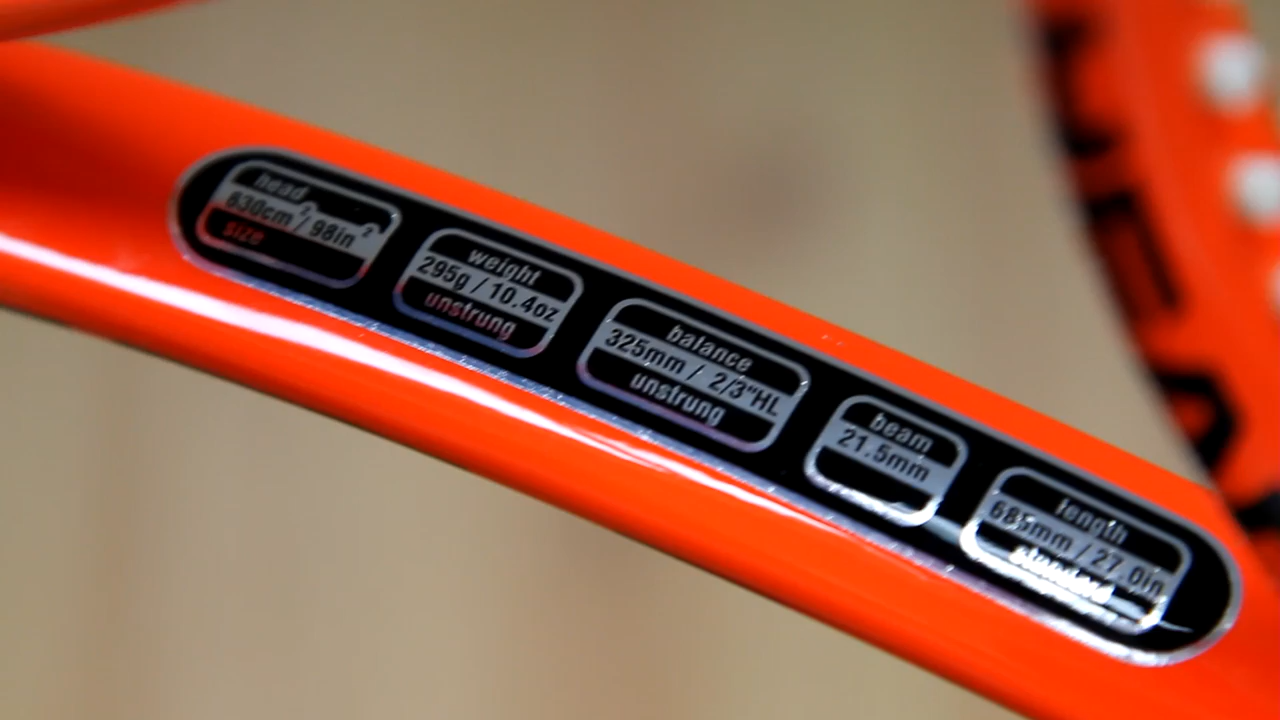 head
630cm²/98in²
size
weight
295g / 10.4oz
unstrung
balance
325mm / 2/3"HL
unstrung
beam
21.5mm
length
685mm / 27.0in
standard